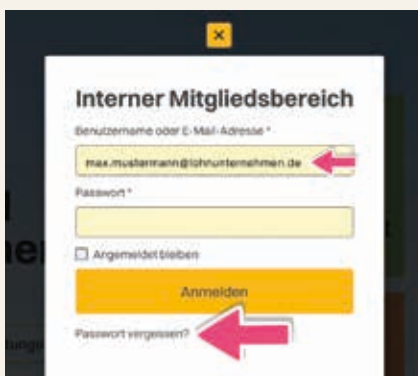 ×
Interner Mitgliedsbereich
Benutzername oder E-Mail-Adresse *
max.mustermann@lohnunternehmen.de
Passwort *
Angemeldet bleiben
Anmelden
Passwort vergessen?